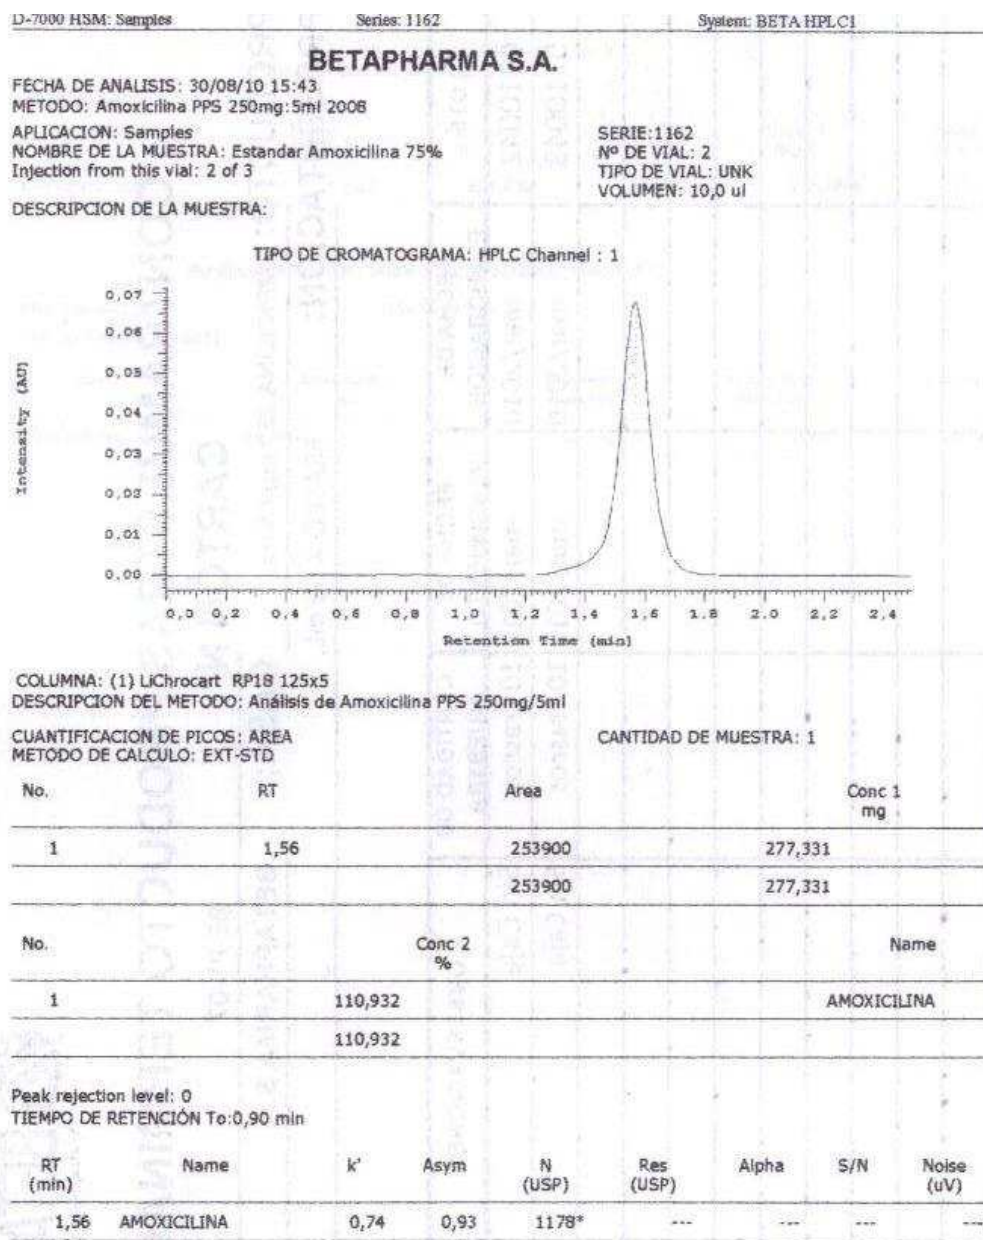 D-7000 HSM: Samples Series: 1162 System: BETA HPLC1
BETAPHARMA S.A.
FECHA DE ANALISIS: 30/08/10 15:43
METODO: Amoxicilina PPS 250mg:5ml 2008
APLICACION: Samples SERIE:1162
NOMBRE DE LA MUESTRA: Estandar Amoxicilina 75% Nº DE VIAL: 2
Injection from this vial: 2 of 3 TIPO DE VIAL: UNK
VOLUMEN: 10,0 ul
DESCRIPCION DE LA MUESTRA:
TIPO DE CROMATOGRAMA: HPLC Channel : 1
Intensity (AU)
0,07
0,06
0,05
0,04
0,03
0,02
0,01
0,00
0,0 0,2 0,4 0,6 0,8 1,0 1,2 1,4 1,6 1.8 2.0 2,2 2,4
Retention Time (min)
COLUMNA: (1) LiChrocart RP18 125x5
DESCRIPCION DEL METODO: Análisis de Amoxicilina PPS 250mg/5ml
CUANTIFICACION DE PICOS: AREA CANTIDAD DE MUESTRA: 1
METODO DE CALCULO: EXT-STD
No. RT Area Conc 1
mg
1 1,56 253900 277,331
253900 277,331
No. Conc 2 Name
%
1 110,932 AMOXICILINA
110,932
Peak rejection level: 0
TIEMPO DE RETENCIÓN To:0,90 min
RT Name k' Asym N Res Alpha S/N Noise
(min) (USP) (USP) (uV)
1,56 AMOXICILINA 0,74 0,93 1178* --- --- --- ---